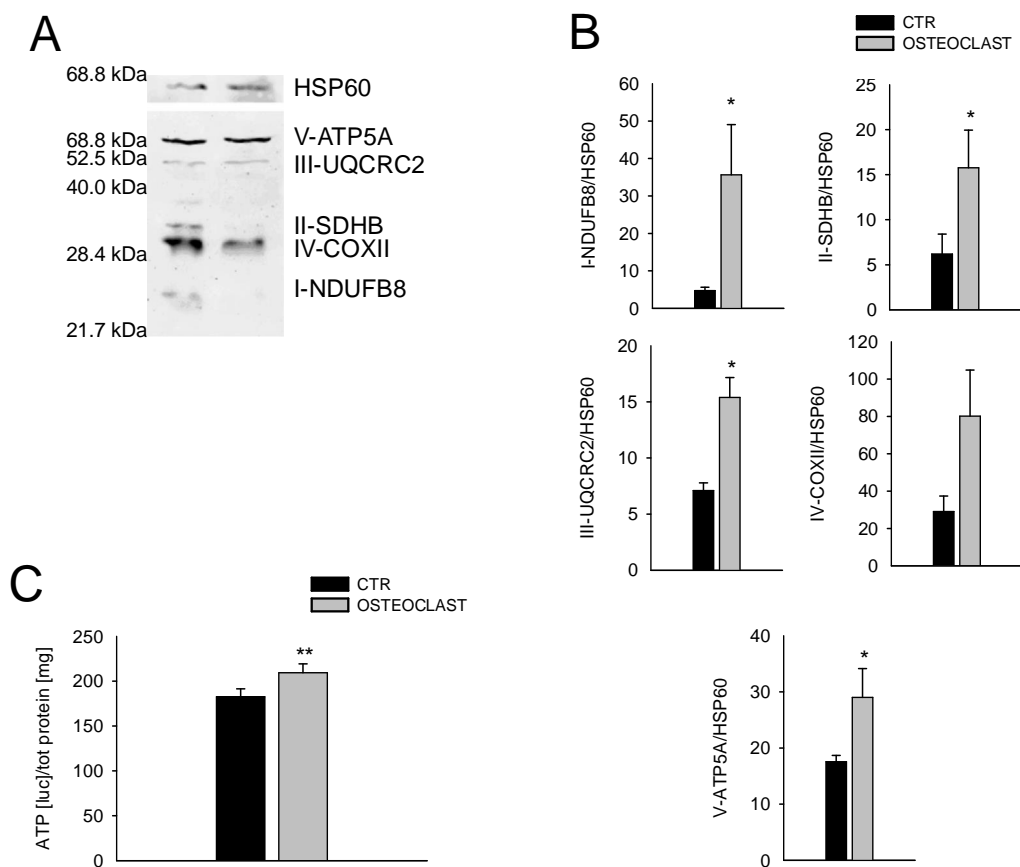 A
68.8 kDa
HSP60
68.8 kDa
V-ATP5A
52.5 kDa
III-UQCRC2
40.0 kDa
II-SDHB
28.4 kDa
IV-COXII
I-NDUFB8
21.7 kDa
B
CTR
OSTEOCLAST
I-NDUFB8/HSP60
60
50
40
30
20
10
0
*
II-SDHB/HSP60
20
15
10
5
0
*
III-UQCRC2/HSP60
20
15
10
5
0
*
IV-COXII/HSP60
120
100
80
60
40
20
0
V-ATP5A/HSP60
40
30
20
10
0
*
C
CTR
OSTEOCLAST
ATP [luc]/tot protein [mg]
250
200
150
100
50
0
**